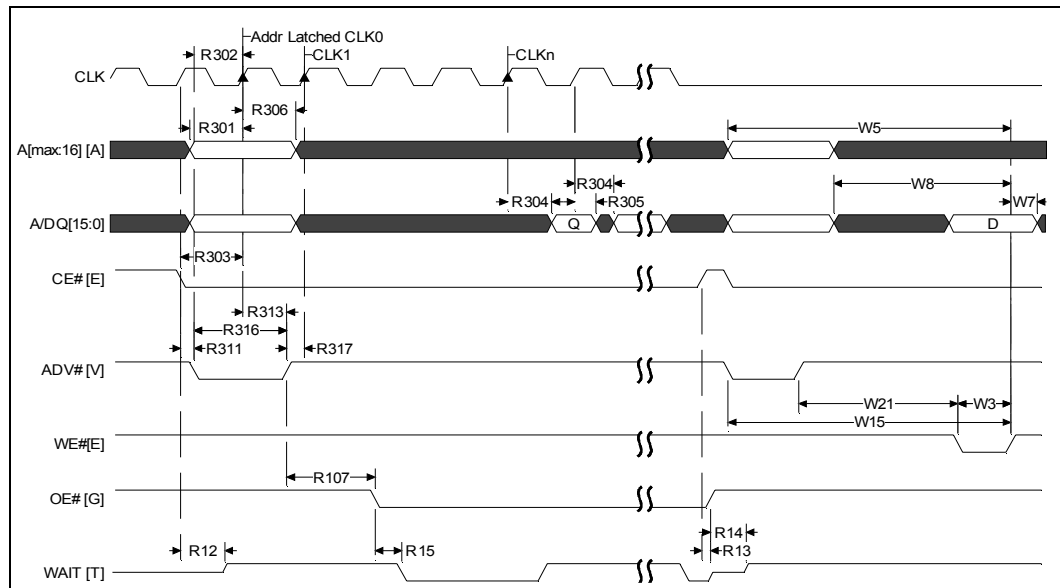 Addr Latched CLK0
R302
CLK1
CLKn
CLK
R306
R301
W5
A[max:16] [A]
R304
W8
R304
R305
W7
A/DQ[15:0]
Q
D
R303
CE# [E]
R313
R316
R311
R317
ADV# [V]
W21
W3
W15
WE#[E]
R107
OE# [G]
R14
R12
R15
R13
WAIT [T]